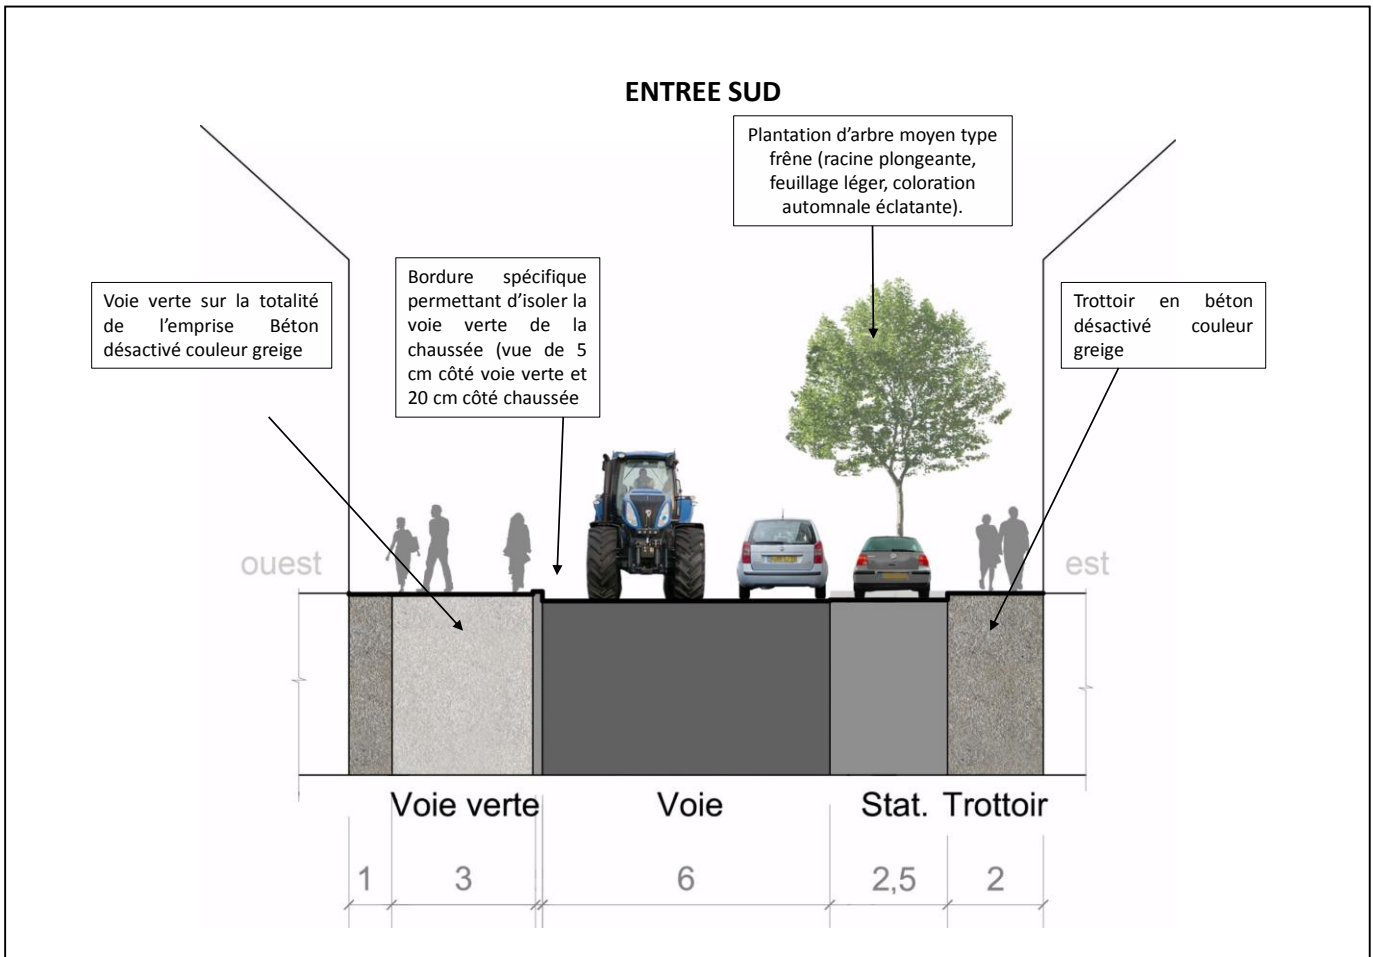 ENTREE SUD
Plantation d’arbre moyen type
frêne (racine plongeante,
feuillage léger, coloration
automnale éclatante).
Bordure spécifique
permettant d’isoler la
voie verte de la
chaussée (vue de 5
cm côté voie verte et
20 cm côté chaussée
Voie verte sur la totalité
de l’emprise Béton
désactivé couleur greige
Trottoir en béton
désactivé couleur
greige
ouest
est
Voie verte Voie Stat. Trottoir
1 3 6 2,5 2